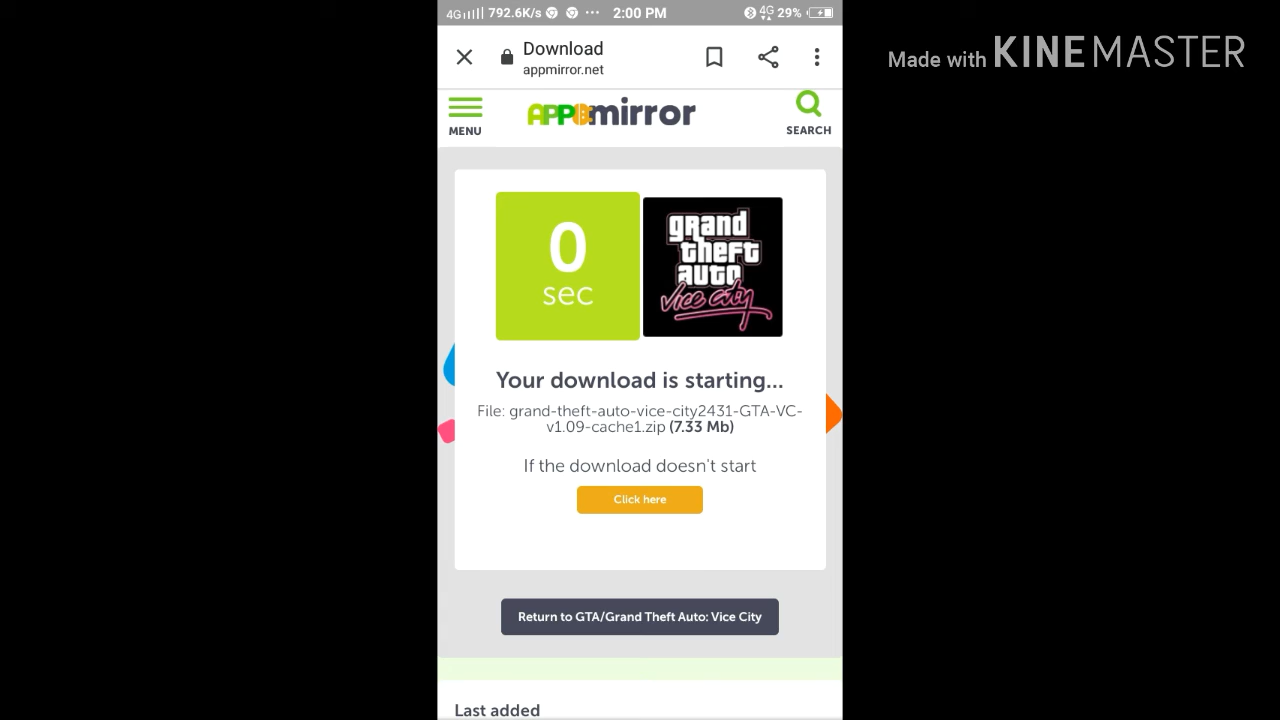 4G 792.6K/s ... 2:00 PM 4G 29%
Made with KINEMASTER
Download
appmirror.net
MENU
APPmirror
SEARCH
0
sec
grand
theft
auto
vice city
Your download is starting...
File: grand-theft-auto-vice-city2431-GTA-VC-
v1.09-cache1.zip (7.33 Mb)
If the download doesn't start
Click here
Return to GTA/Grand Theft Auto: Vice City
Last added